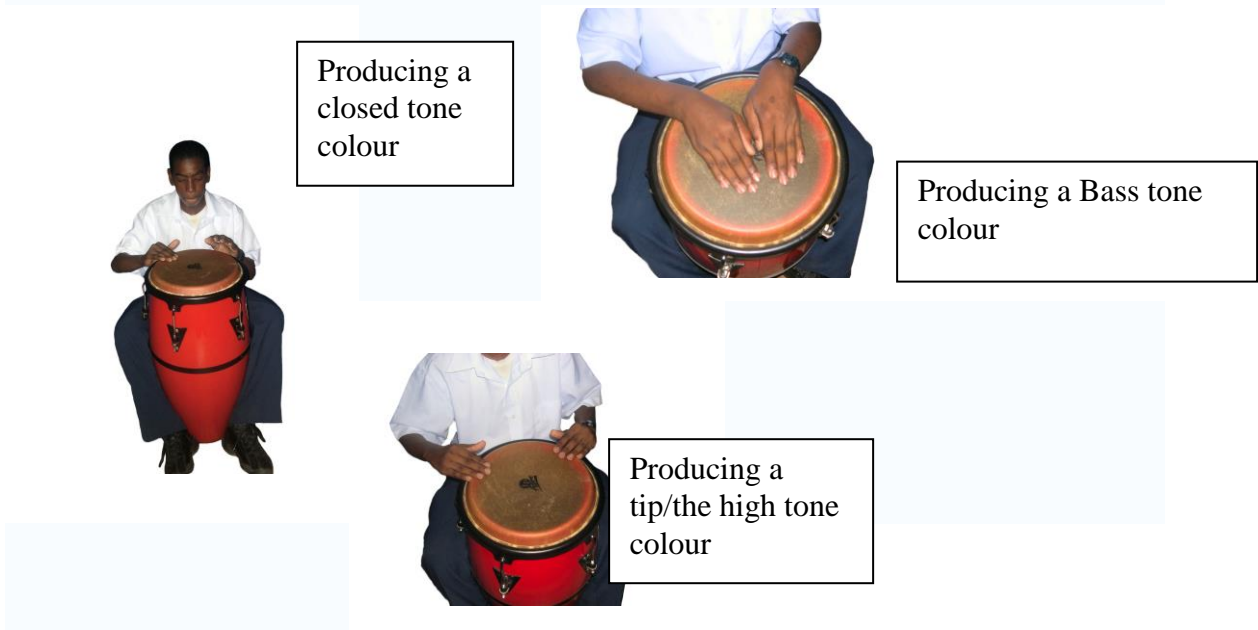 Producing a
closed tone
colour
Producing a Bass tone
colour
Producing a
tip/the high tone
colour